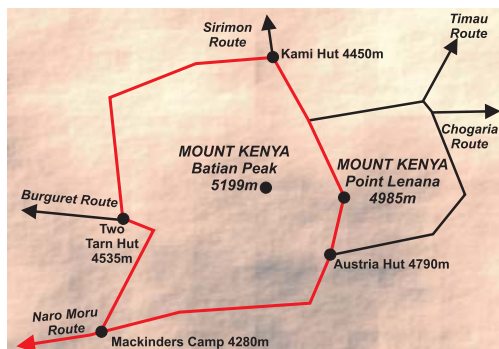 Sirimon
Route
Timau
Route
Kami Hut 4450m
Chogaria
Route
MOUNT KENYA
Batian Peak
5199m
MOUNT KENYA
Point Lenana
4985m
Burguret Route
Two
Tarn Hut
4535m
Austria Hut 4790m
Naro Moru
Route
Mackinders Camp 4280m